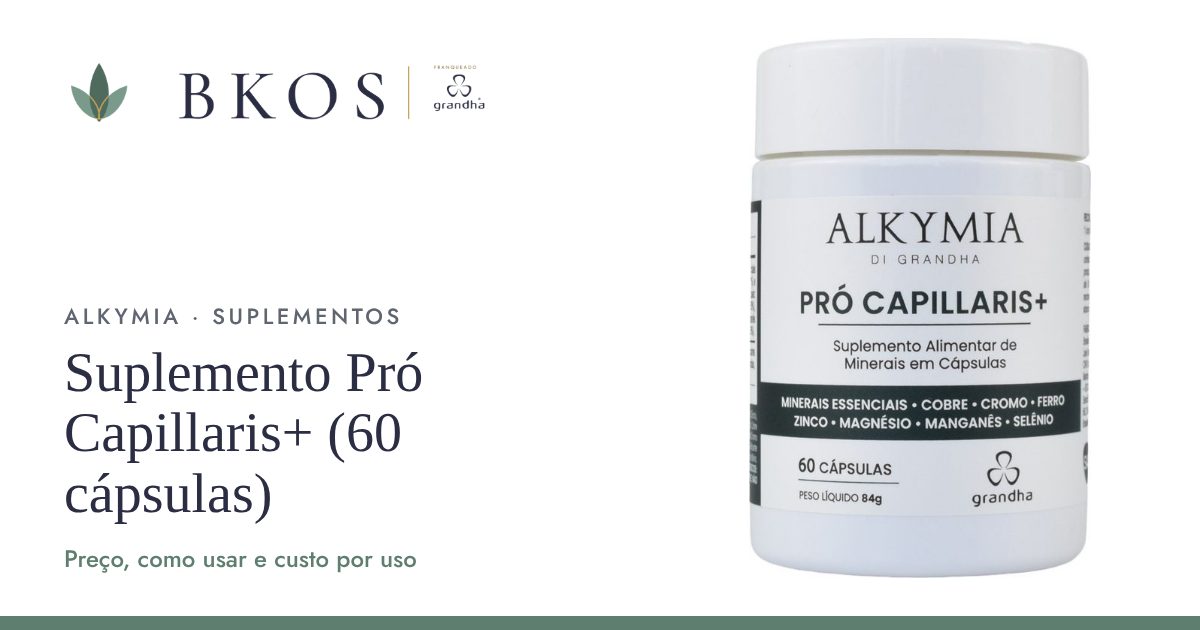 BKOS
FRANQUEADO
grandha
ALKYMIA · SUPLEMENTOS
Suplemento Pró
Capillaris+ (60
cápsulas)
Preço, como usar e custo por uso
ALKYMIA
DI GRANDHA
PRÓ CAPILLARIS+
Suplemento Alimentar de
Minerais em Cápsulas
MINERAIS ESSENCIAIS • COBRE • CROMO • FERRO
ZINCO • MAGNÉSIO • MANGANÊS • SELÊNIO
60 CÁPSULAS
PESO LÍQUIDO 84g
grandha